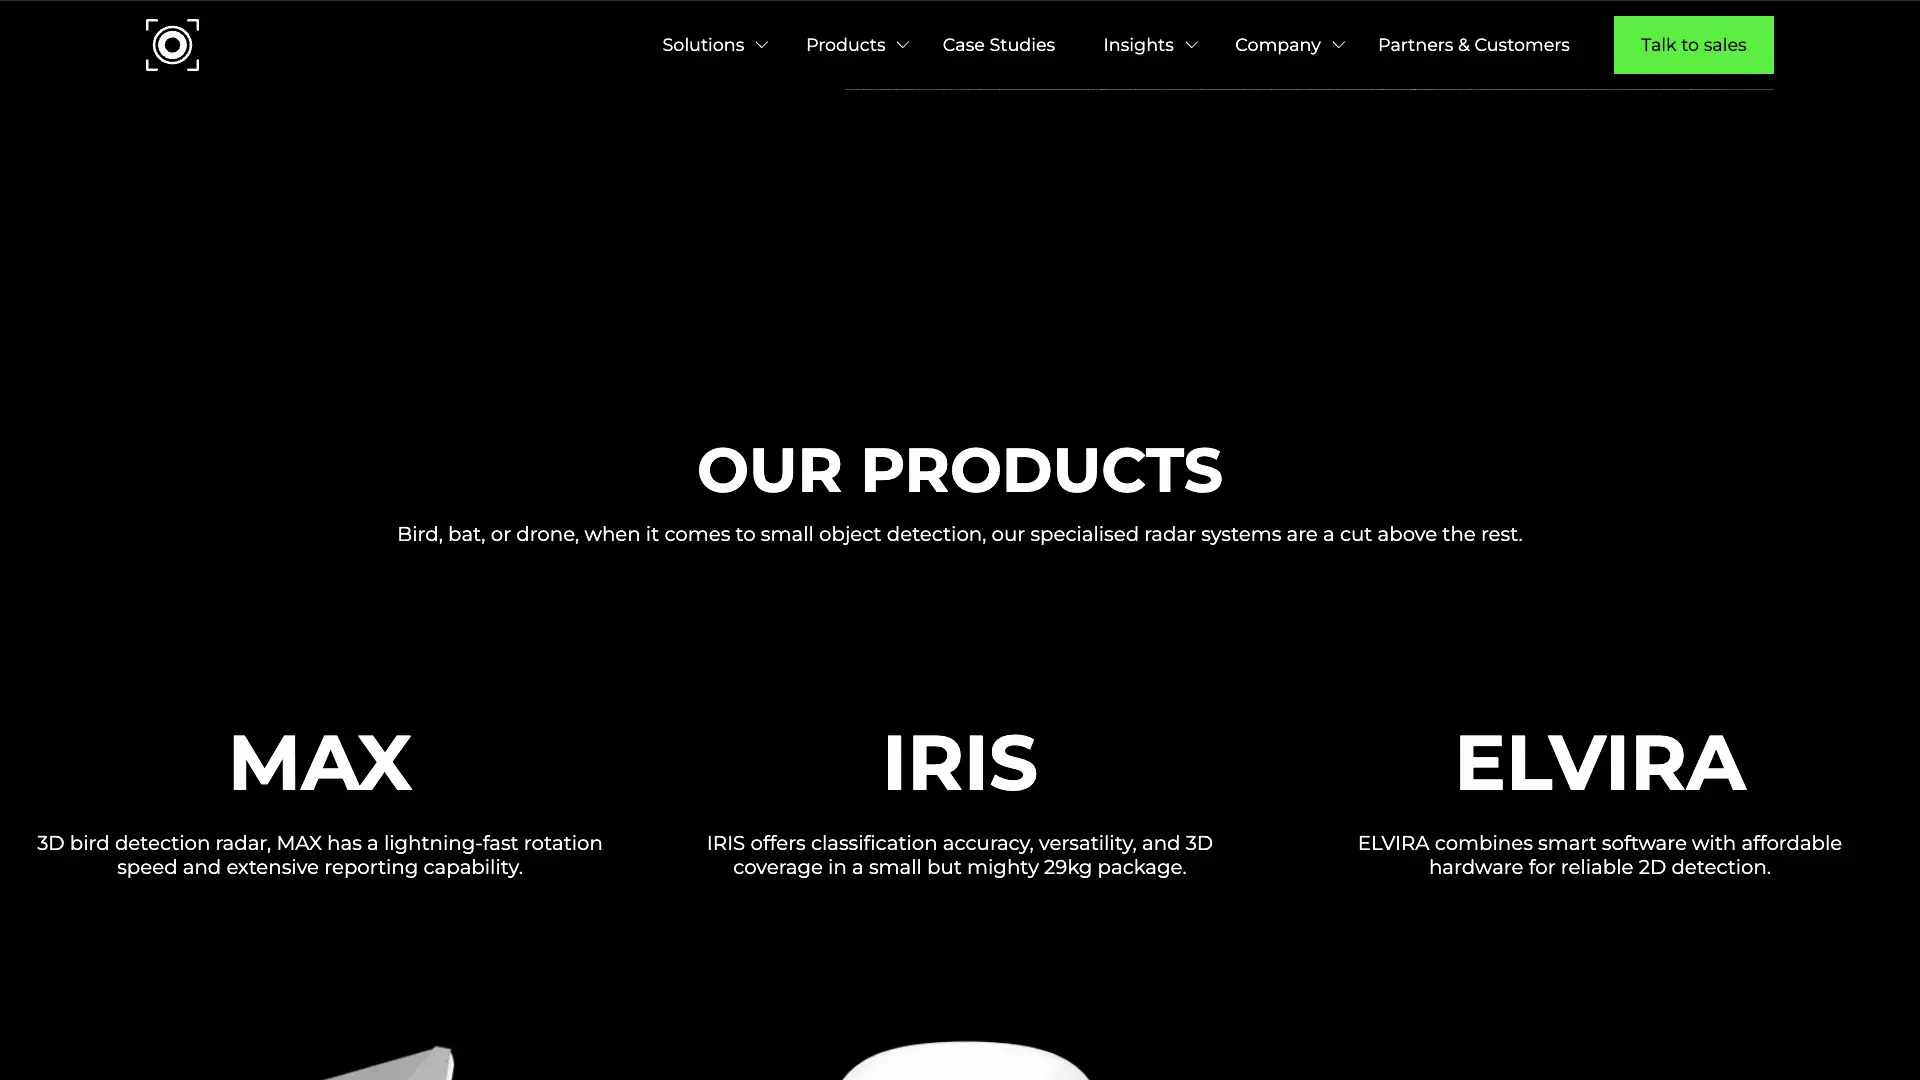 Solutions
Products
Case Studies
Insights
Company
Partners & Customers
Talk to sales
OUR PRODUCTS
Bird, bat, or drone, when it comes to small object detection, our specialised radar systems are a cut above the rest.
MAX
3D bird detection radar, MAX has a lightning-fast rotation
speed and extensive reporting capability.
IRIS
IRIS offers classification accuracy, versatility, and 3D
coverage in a small but mighty 29kg package.
ELVIRA
ELVIRA combines smart software with affordable
hardware for reliable 2D detection.